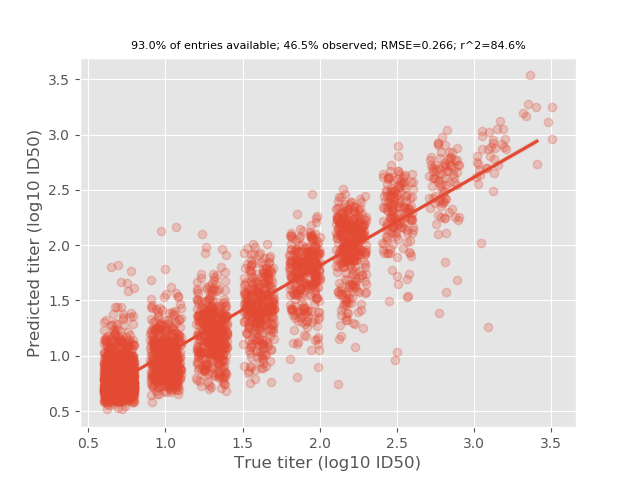 93.0% of entries available; 46.5% observed; RMSE=0.266; r^2=84.6%
Predicted titer (log10 ID50)
3.5
3.0
2.5
2.0
1.5
1.0
0.5
0.5 1.0 1.5 2.0 2.5 3.0 3.5
True titer (log10 ID50)